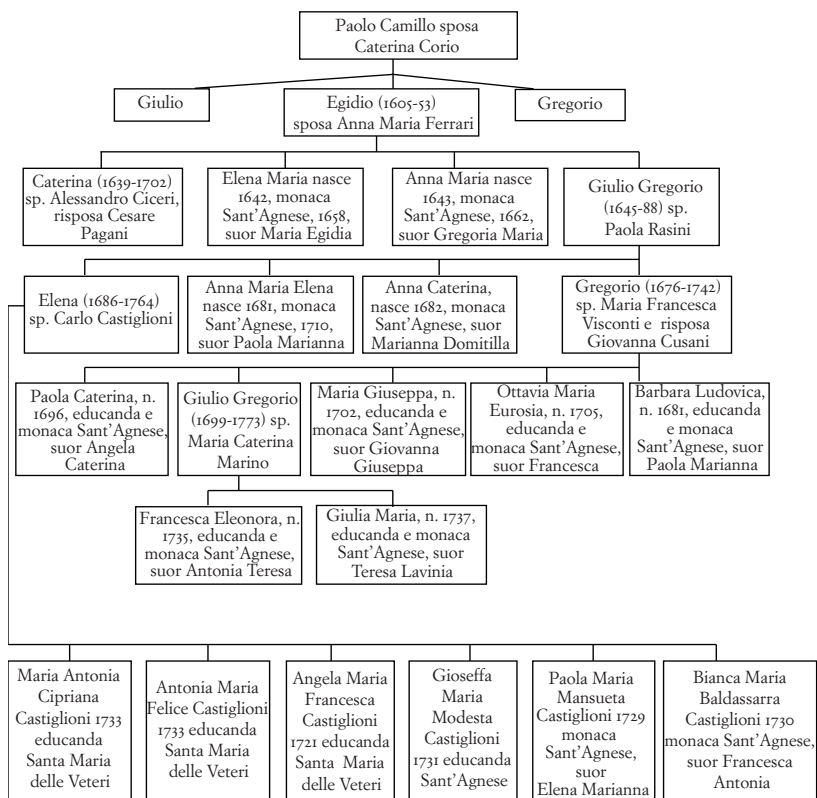 Paolo Camillo sposa
Caterina Corio
Giulio
Egidio (1605-53)
sposa Anna Maria Ferrari
Gregorio
Caterina (1639-1702)
sp. Alessandro Ciceri,
risposa Cesare
Pagani
Elena Maria nasce
1642, monaca
Sant'Agnese, 1658,
suor Maria Egidia
Anna Maria nasce
1643, monaca
Sant'Agnese, 1662,
suor Gregoria Maria
Giulio Gregorio
(1645-88) sp.
Paola Rasini
Elena (1686-1764)
sp. Carlo Castiglioni
Anna Maria Elena
nasce 1681, monaca
Sant'Agnese, 1710,
suor Paola Marianna
Anna Caterina,
nasce 1682, monaca
Sant'Agnese, suor
Marianna Domitilla
Gregorio (1676-1742)
sp. Maria Francesca
Visconti e risposa
Giovanna Cusani
Paola Caterina, n.
1696, educanda e
monaca Sant'Agnese,
suor Angela
Caterina
Giulio Gregorio
(1699-1773) sp.
Maria Caterina
Marino
Maria Giuseppa, n.
1702, educanda e
monaca Sant'Agnese,
suor Giovanna
Giuseppa
Ottavia Maria
Eurosia, n. 1705,
educanda e
monaca Sant'Agnese,
suor Francesca
Barbara Ludovica,
n. 1681, educanda
e monaca
Sant'Agnese, suor
Paola Marianna
Francesca Eleonora, n.
1735, educanda e
monaca Sant'Agnese,
suor Antonia Teresa
Giulia Maria, n. 1737,
educanda e monaca
Sant'Agnese, suor
Teresa Lavinia
Maria Antonia
Cipriana
Castiglioni 1733
educanda
Santa Maria
delle Veteri
Antonia Maria
Felice Castiglioni
1733 educanda
Santa Maria
delle Veteri
Angela Maria
Francesca
Castiglioni
1721 educanda
Santa Maria
delle Veteri
Gioseffa
Maria
Modesta
Castiglioni
1731 educanda
Sant'Agnese
Paola Maria
Mansueta
Castiglioni 1729
monaca
Sant'Agnese,
suor
Elena Marianna
Bianca Maria
Baldassarra
Castiglioni 1730
monaca Sant'Agnese,
suor Francesca
Antonia